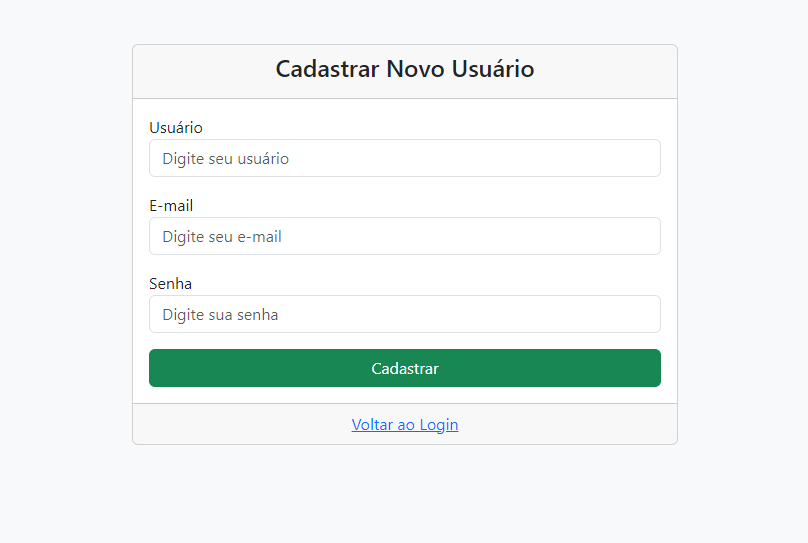 Cadastrar Novo Usuário
Usuário
Digite seu usuário
E-mail
Digite seu e-mail
Senha
Digite sua senha
Cadastrar
Voltar ao Login